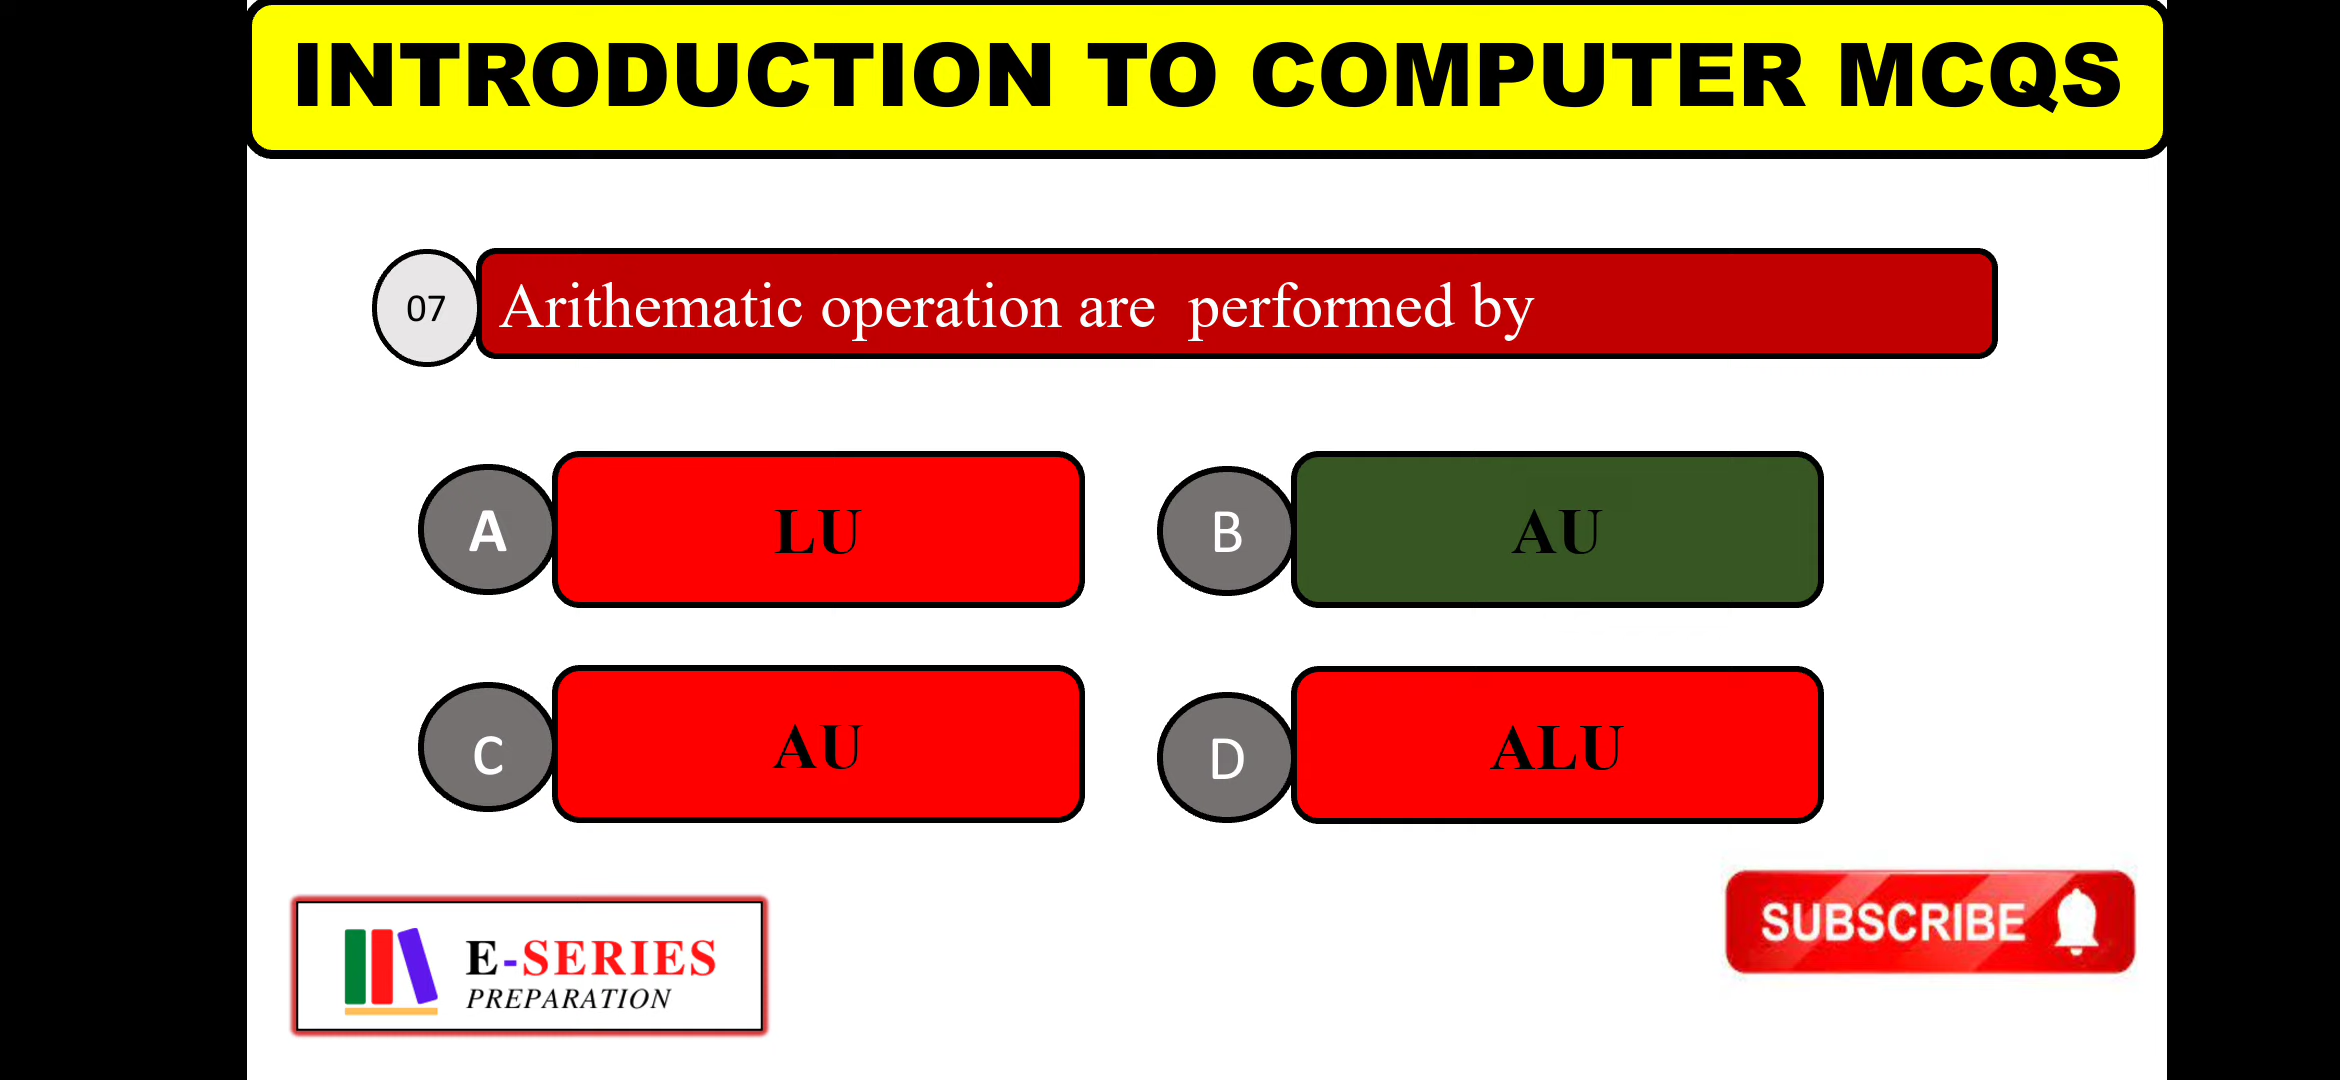 INTRODUCTION TO COMPUTER MCQS
07 Arithematic operation are performed by
A LU
B AU
C AU
D ALU
E-SERIES
PREPARATION
SUBSCRIBE